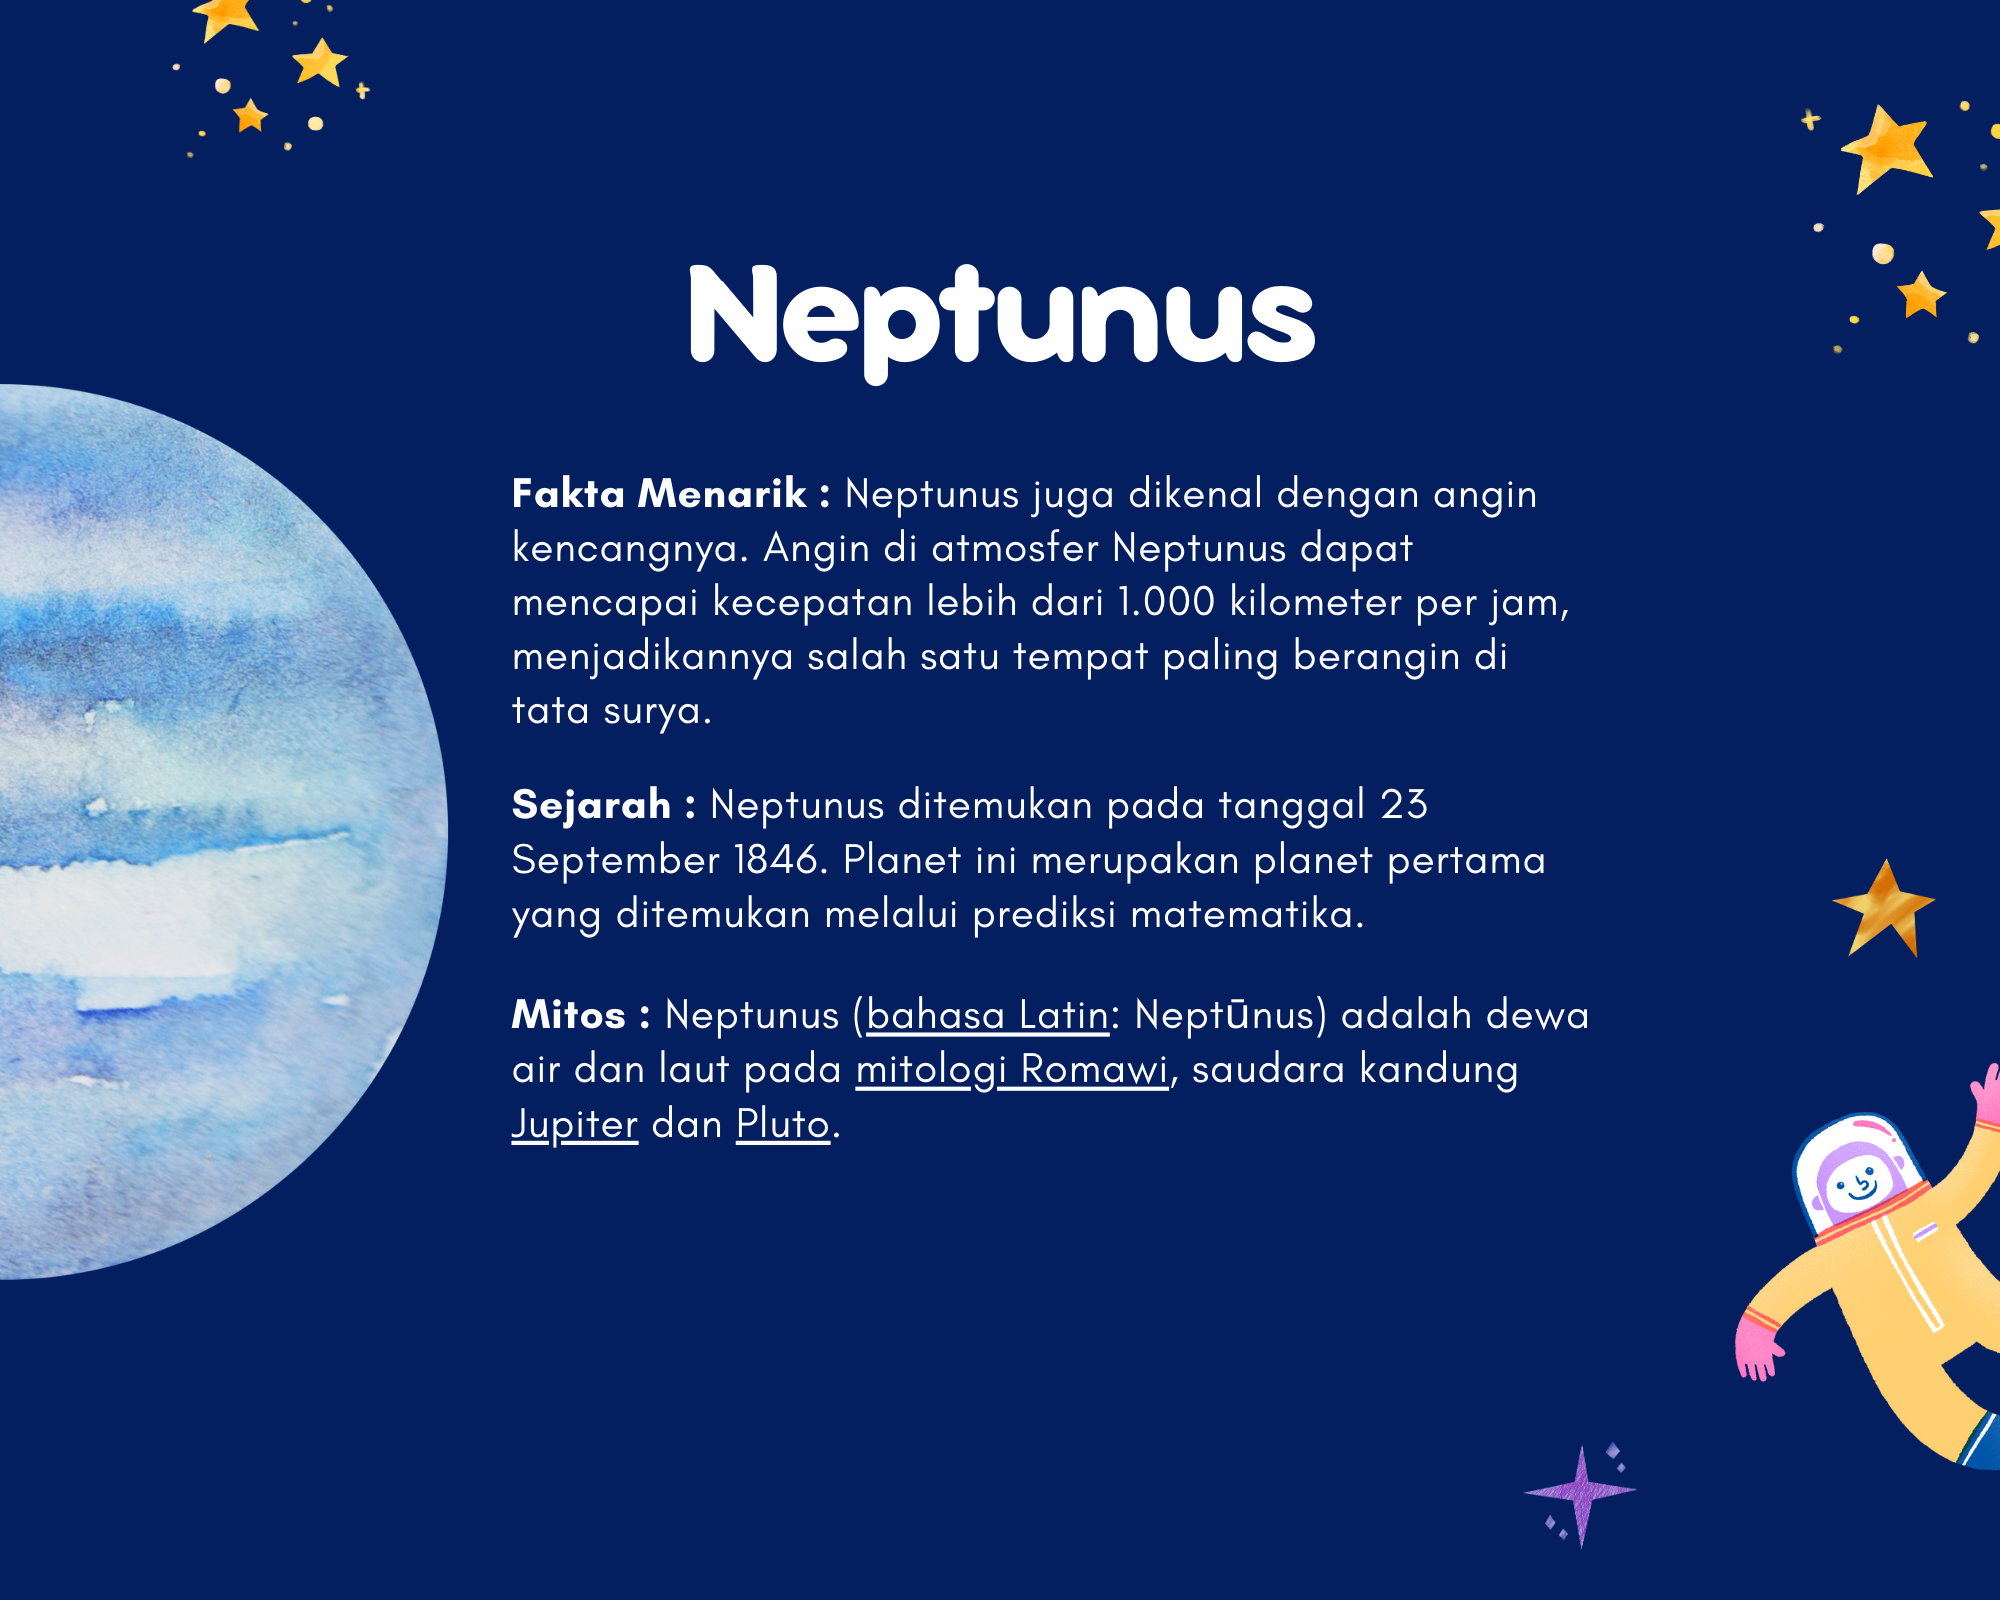 Neptunus
Fakta Menarik : Neptunus juga dikenal dengan angin
kencangnya. Angin di atmosfer Neptunus dapat
mencapai kecepatan lebih dari 1.000 kilometer per jam,
menjadikannya salah satu tempat paling berangin di
tata surya.
Sejarah : Neptunus ditemukan pada tanggal 23
September 1846. Planet ini merupakan planet pertama
yang ditemukan melalui prediksi matematika.
Mitos : Neptunus (bahasa Latin: Neptūnus) adalah dewa
air dan laut pada mitologi Romawi, saudara kandung
Jupiter dan Pluto.